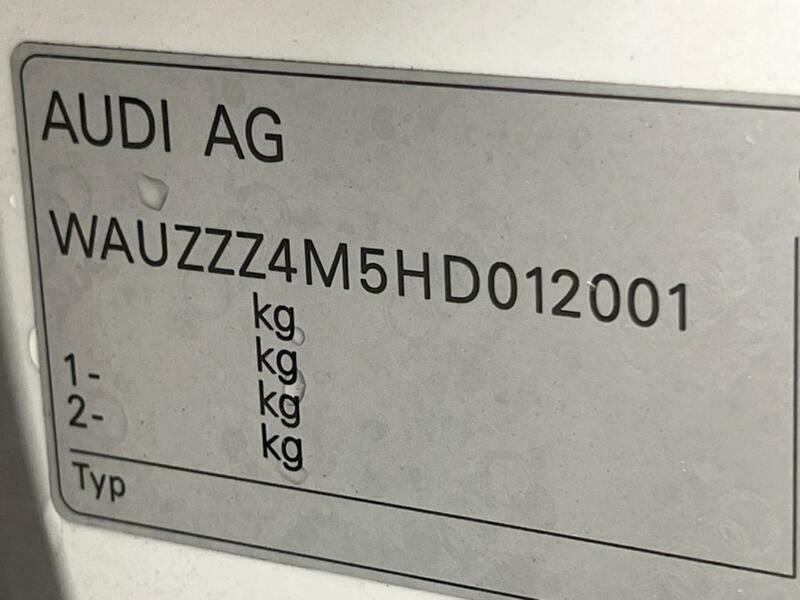 AUDI AG
WAUZZZ4M5HD012001
kg
1- kg
2- kg
kg
Typ